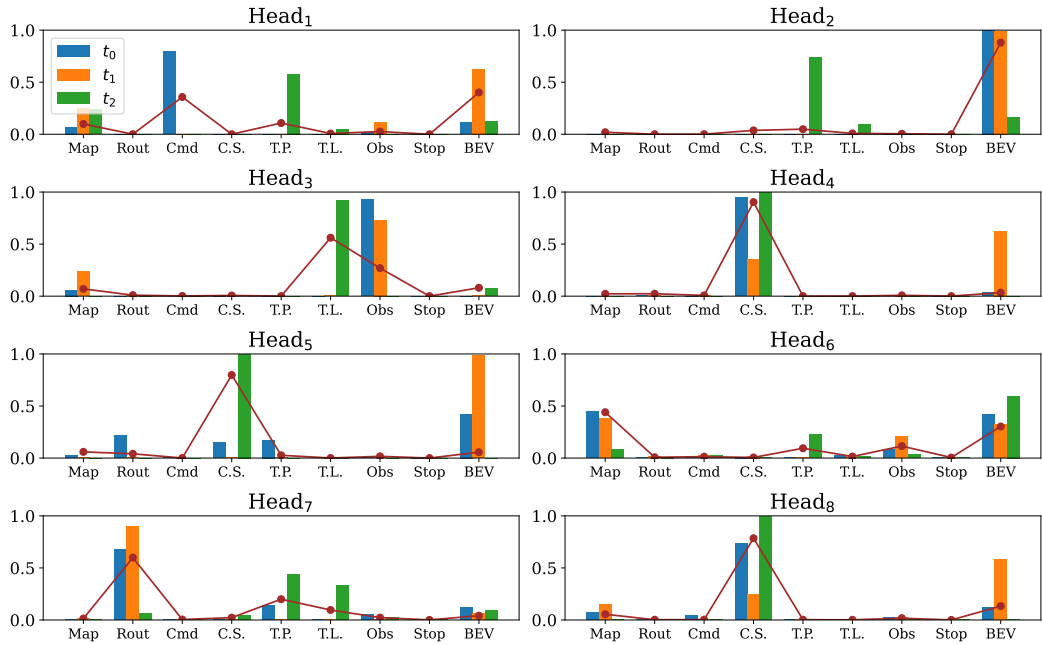 Head₁
1.0
0.5
0.0
t₀
t₁
t₂
Map Rout Cmd C.S. T.P. T.L. Obs Stop BEV
Head₂
1.0
0.5
0.0
Map Rout Cmd C.S. T.P. T.L. Obs Stop BEV
Head₃
1.0
0.5
0.0
Map Rout Cmd C.S. T.P. T.L. Obs Stop BEV
Head₄
1.0
0.5
0.0
Map Rout Cmd C.S. T.P. T.L. Obs Stop BEV
Head₅
1.0
0.5
0.0
Map Rout Cmd C.S. T.P. T.L. Obs Stop BEV
Head₆
1.0
0.5
0.0
Map Rout Cmd C.S. T.P. T.L. Obs Stop BEV
Head₇
1.0
0.5
0.0
Map Rout Cmd C.S. T.P. T.L. Obs Stop BEV
Head₈
1.0
0.5
0.0
Map Rout Cmd C.S. T.P. T.L. Obs Stop BEV